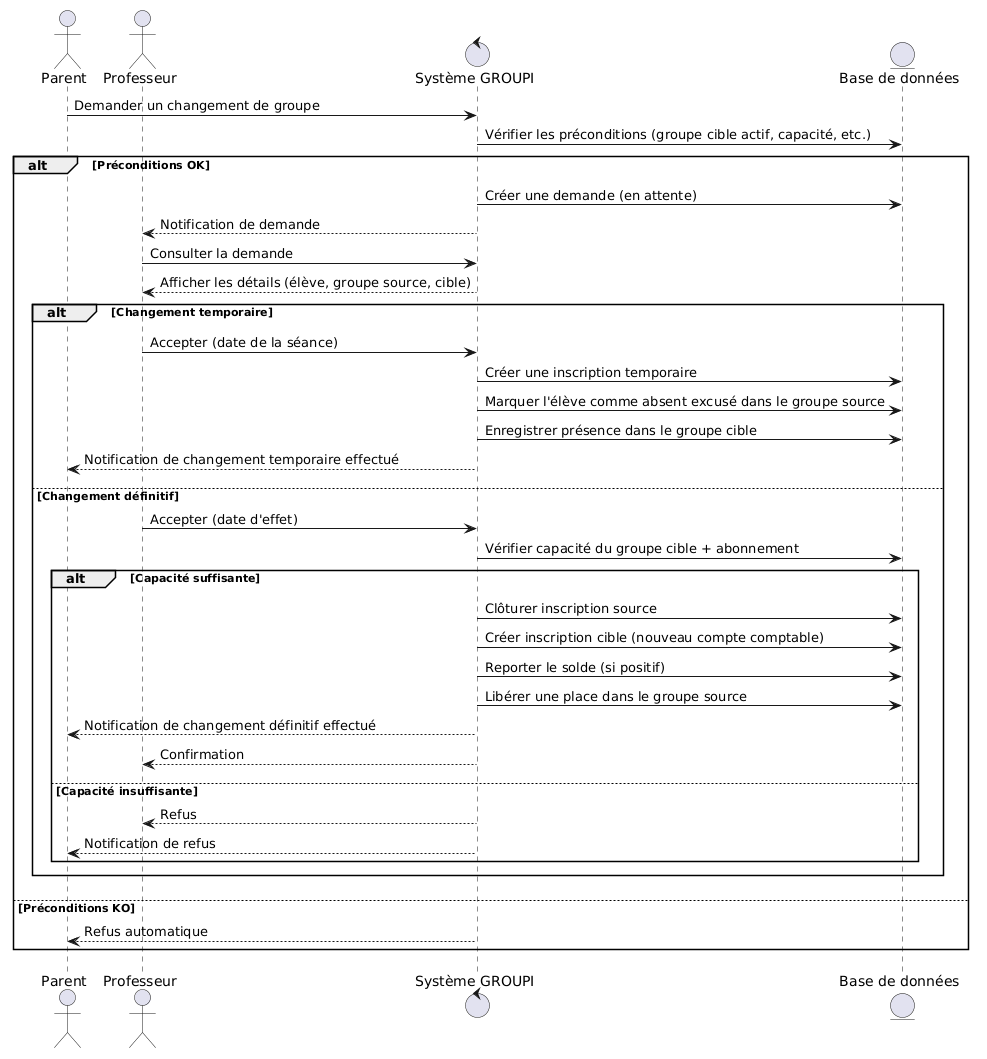 Parent Professeur Système GROUPI Base de données
Demander un changement de groupe
Vérifier les préconditions (groupe cible actif, capacité, etc.)
alt [Préconditions OK]
Créer une demande (en attente)
Notification de demande
Consulter la demande
Afficher les détails (élève, groupe source, cible)
alt [Changement temporaire]
Accepter (date de la séance)
Créer une inscription temporaire
Marquer l'élève comme absent excusé dans le groupe source
Enregistrer présence dans le groupe cible
Notification de changement temporaire effectué
[Changement définitif]
Accepter (date d'effet)
Vérifier capacité du groupe cible + abonnement
alt [Capacité suffisante]
Clôturer inscription source
Créer inscription cible (nouveau compte comptable)
Reporter le solde (si positif)
Libérer une place dans le groupe source
Notification de changement définitif effectué
Confirmation
[Capacité insuffisante]
Refus
Notification de refus
[Préconditions KO]
Refus automatique
Parent Professeur Système GROUPI Base de données